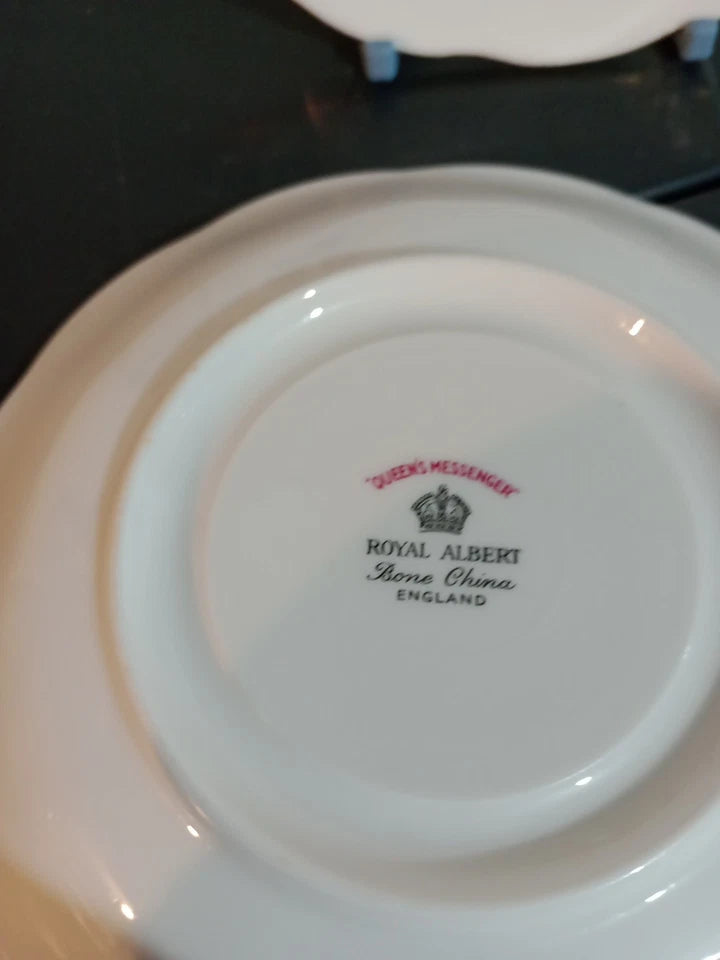 "QUEEN'S MESSENGER"
ROYAL ALBERT
Bone China
ENGLAND